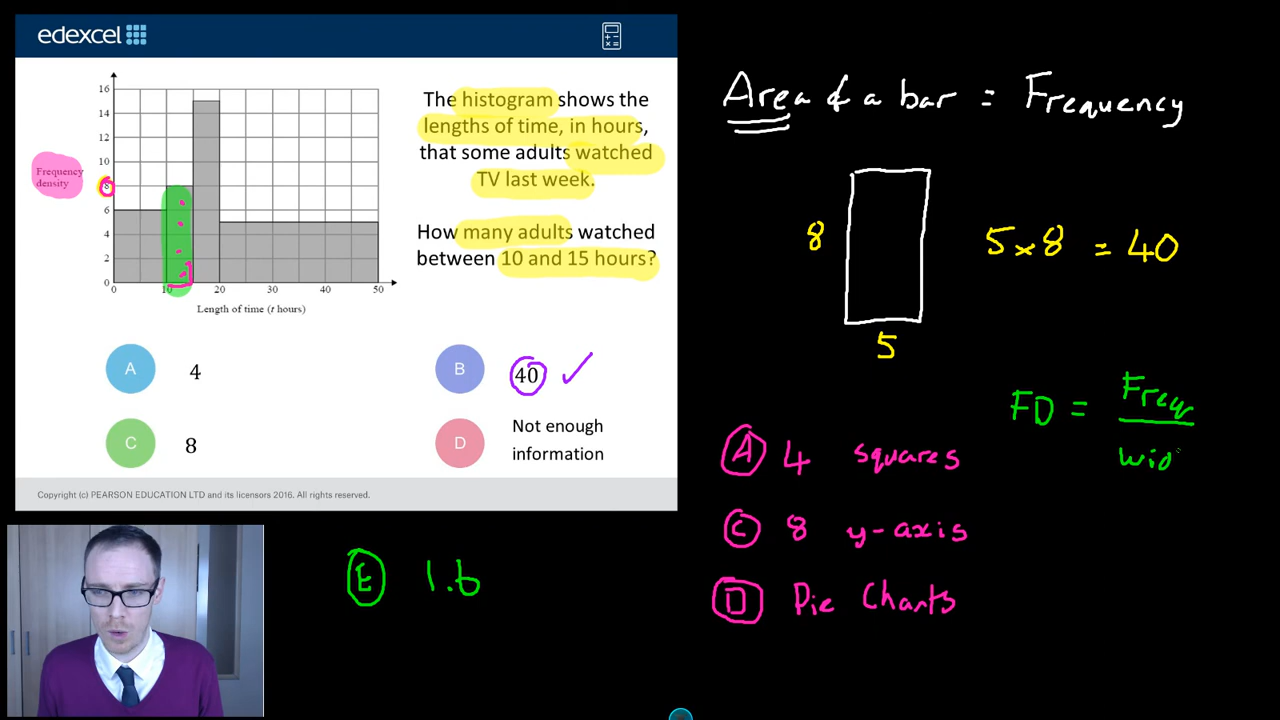 edexcel
16
14
12
10
8
6
4
2
0
Frequency
density
0
10
20
30
40
50
Length of time (t hours)
The histogram shows the
lengths of time, in hours,
that some adults watched
TV last week.
How many adults watched
between 10 and 15 hours?
A
4
B
40 ✓
C
8
D
Not enough
information
Copyright (c) PEARSON EDUCATION LTD and its licensors 2016. All rights reserved.
Area of a bar = Frequency
8
5
5 x 8 = 40
FD = Freq
wid
A 4 squares
C 8 y-axis
D Pie Charts
E 1.6